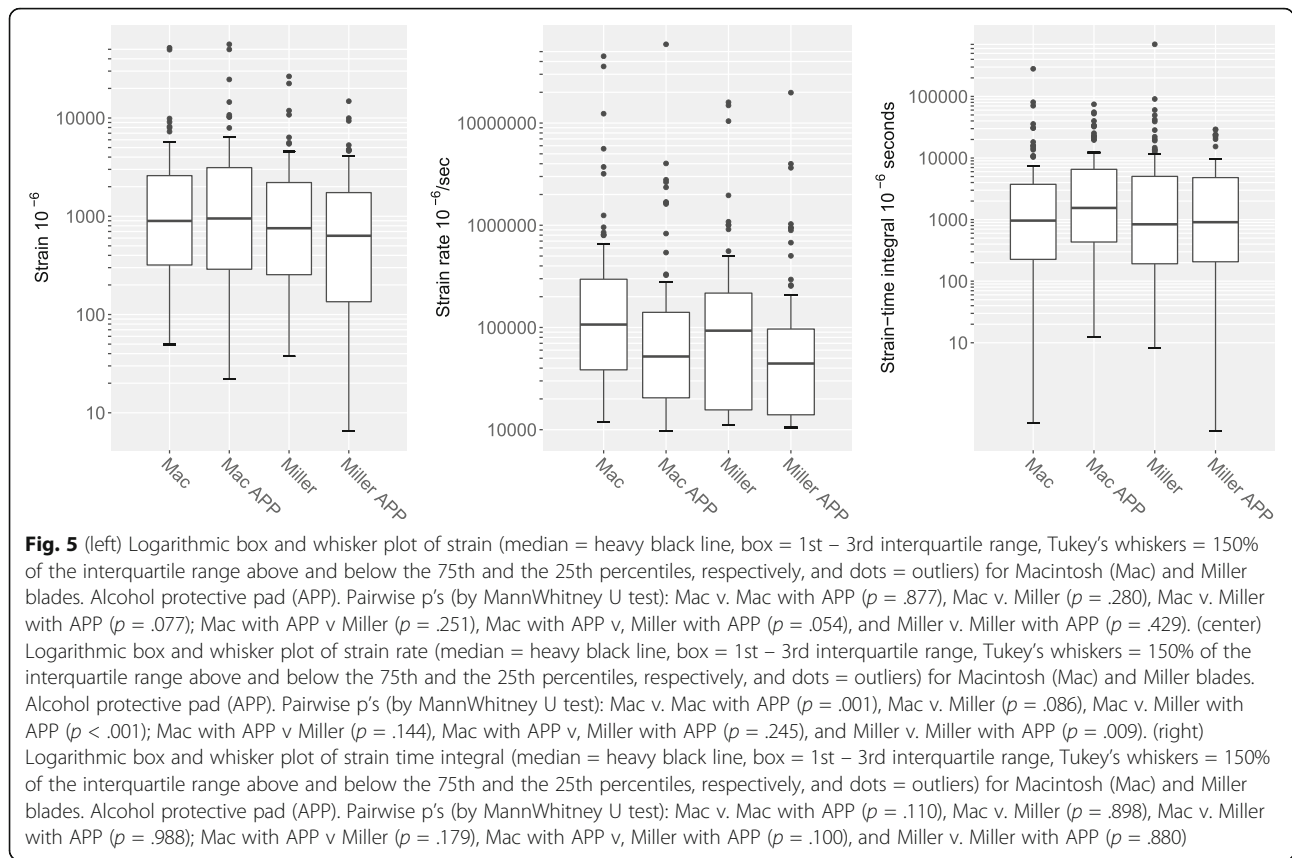 10000
1000
100
10
Strain 10-6
Mac
Mac APP
Miller
Miller APP
10000000
1000000
100000
10000
Strain rate 10-6/sec
Mac
Mac APP
Miller
Miller APP
100000
10000
1000
100
10
Strain-time integral 10-6 seconds
Mac
Mac APP
Miller
Miller APP
Fig. 5 (left) Logarithmic box and whisker plot of strain (median = heavy black line, box = 1st – 3rd interquartile range, Tukey's whiskers = 150%
of the interquartile range above and below the 75th and the 25th percentiles, respectively, and dots = outliers) for Macintosh (Mac) and Miller
blades. Alcohol protective pad (APP). Pairwise p's (by MannWhitney U test): Mac v. Mac with APP (p = .877), Mac v. Miller (p = .280), Mac v. Miller
with APP (p = .077); Mac with APP v Miller (p = .251), Mac with APP v, Miller with APP (p = .054), and Miller v. Miller with APP (p = .429). (center)
Logarithmic box and whisker plot of strain rate (median = heavy black line, box = 1st – 3rd interquartile range, Tukey's whiskers = 150% of the
interquartile range above and below the 75th and the 25th percentiles, respectively, and dots = outliers) for Macintosh (Mac) and Miller blades.
Alcohol protective pad (APP). Pairwise p's (by MannWhitney U test): Mac v. Mac with APP (p = .001), Mac v. Miller (p = .086), Mac v. Miller with
APP (p < .001); Mac with APP v Miller (p = .144), Mac with APP v, Miller with APP (p = .245), and Miller v. Miller with APP (p = .009). (right)
Logarithmic box and whisker plot of strain time integral (median = heavy black line, box = 1st – 3rd interquartile range, Tukey's whiskers = 150%
of the interquartile range above and below the 75th and the 25th percentiles, respectively, and dots = outliers) for Macintosh (Mac) and Miller
blades. Alcohol protective pad (APP). Pairwise p's (by MannWhitney U test): Mac v. Mac with APP (p = .110), Mac v. Miller (p = .898), Mac v. Miller
with APP (p = .988); Mac with APP v Miller (p = .179), Mac with APP v, Miller with APP (p = .100), and Miller v. Miller with APP (p = .880)